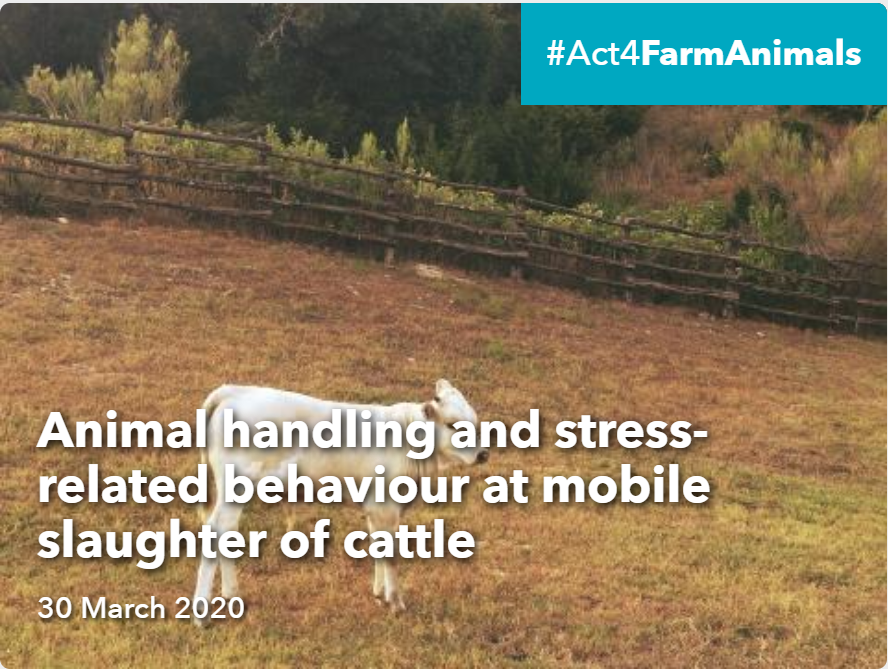 #Act4FarmAnimals
Animal handling and stress-
related behaviour at mobile
slaughter of cattle
30 March 2020